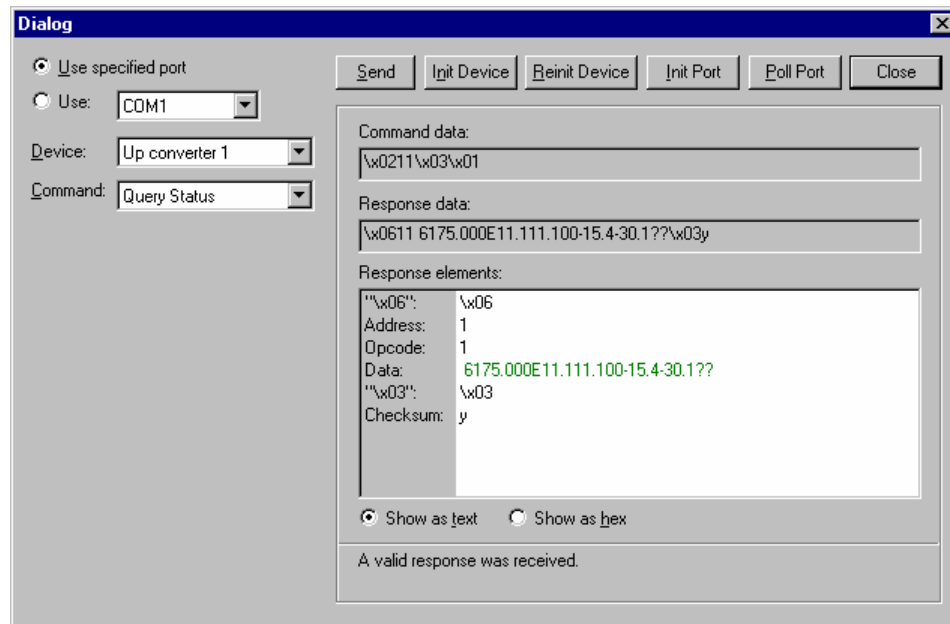 Dialog
Use specified port
Use: COM1
Device: Up converter 1
Command: Query Status
Send Init Device Reinit Device Init Port Poll Port Close
Command data:
\x0211\x03\x01
Response data:
\x0611 6175.000E11.111.100-15.4-30.1??\x03y
Response elements:
"\x06": \x06
Address: 1
Opcode: 1
Data: 6175.000E11.111.100-15.4-30.1??
"\x03": \x03
Checksum: y
Show as text Show as hex
A valid response was received.